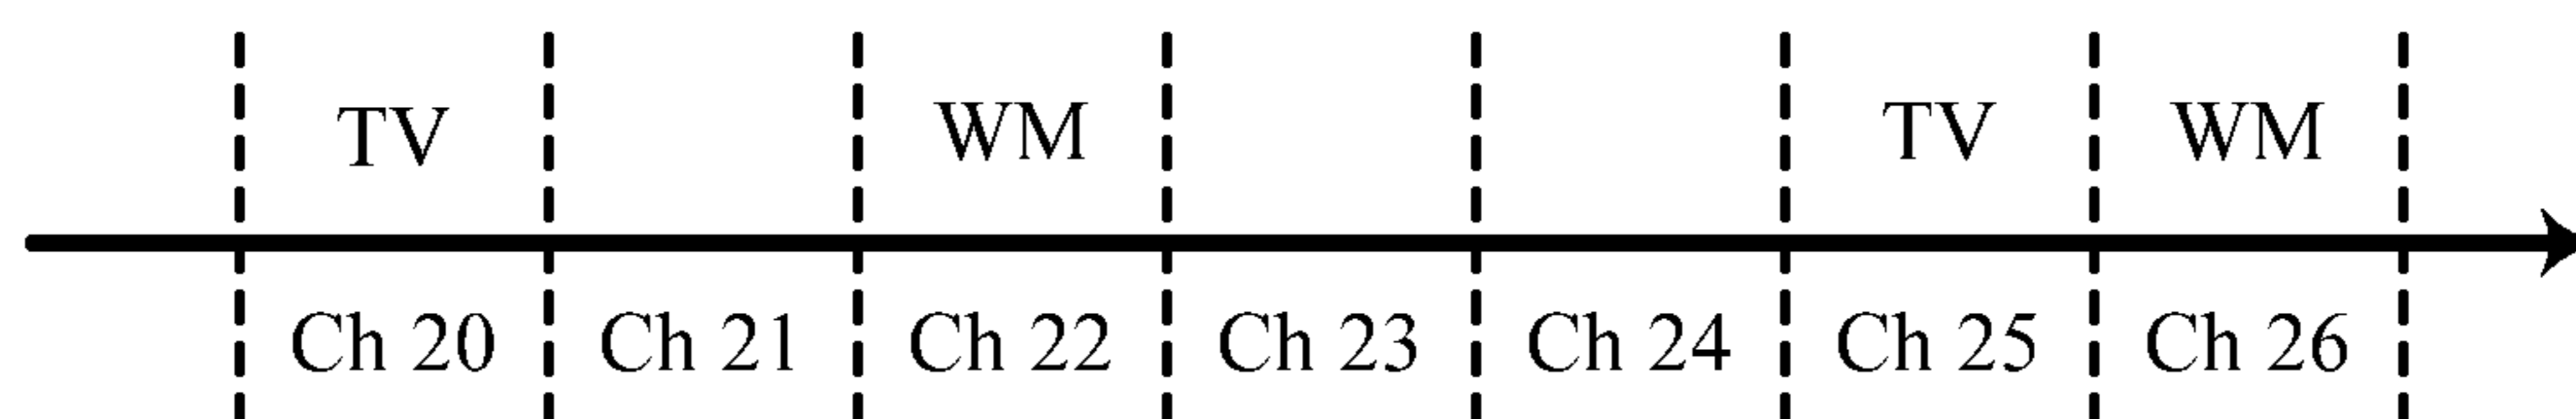 TV WM TV WM
Ch 20 Ch 21 Ch 22 Ch 23 Ch 24 Ch 25 Ch 26